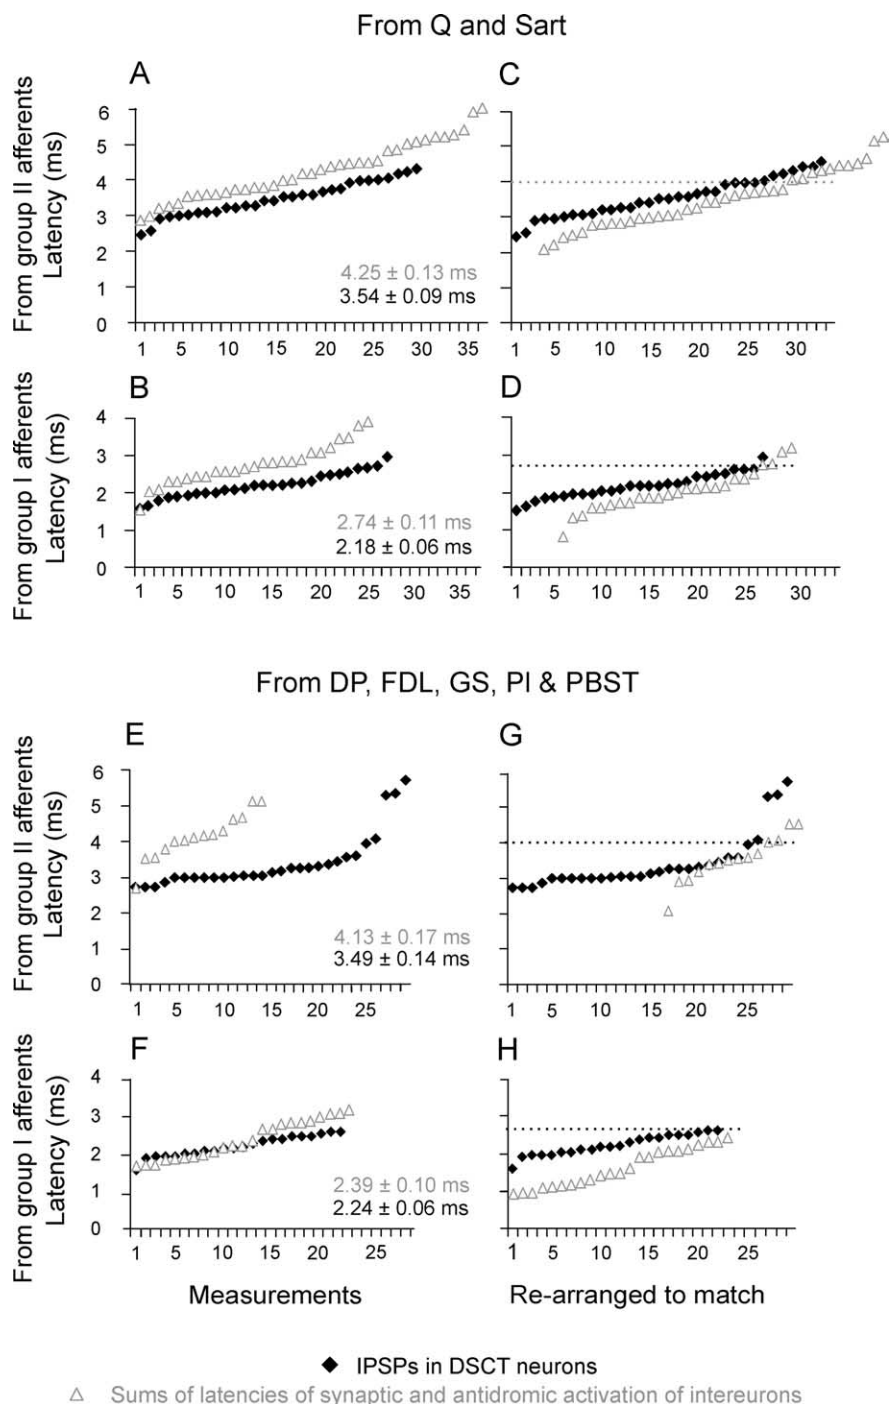 From Q and Sart
A
C
From group II afferents
Latency (ms)
6
5
4
3
2
1
0
4.25 ± 0.13 ms
3.54 ± 0.09 ms
1 5 10 15 20 25 30 35
1 5 10 15 20 25 30
B
D
From group I afferents
Latency (ms)
4
3
2
1
0
2.74 ± 0.11 ms
2.18 ± 0.06 ms
1 5 10 15 20 25 30 35
1 5 10 15 20 25 30
From DP, FDL, GS, Pl & PBST
E
G
From group II afferents
Latency (ms)
6
5
4
3
2
1
0
4.13 ± 0.17 ms
3.49 ± 0.14 ms
1 5 10 15 20 25
1 5 10 15 20 25
F
H
From group I afferents
Latency (ms)
4
3
2
1
0
2.39 ± 0.10 ms
2.24 ± 0.06 ms
1 5 10 15 20 25
1 5 10 15 20 25
Measurements
Re-arranged to match
IPSPs in DSCT neurons
Sums of latencies of synaptic and antidromic activation of intereurons